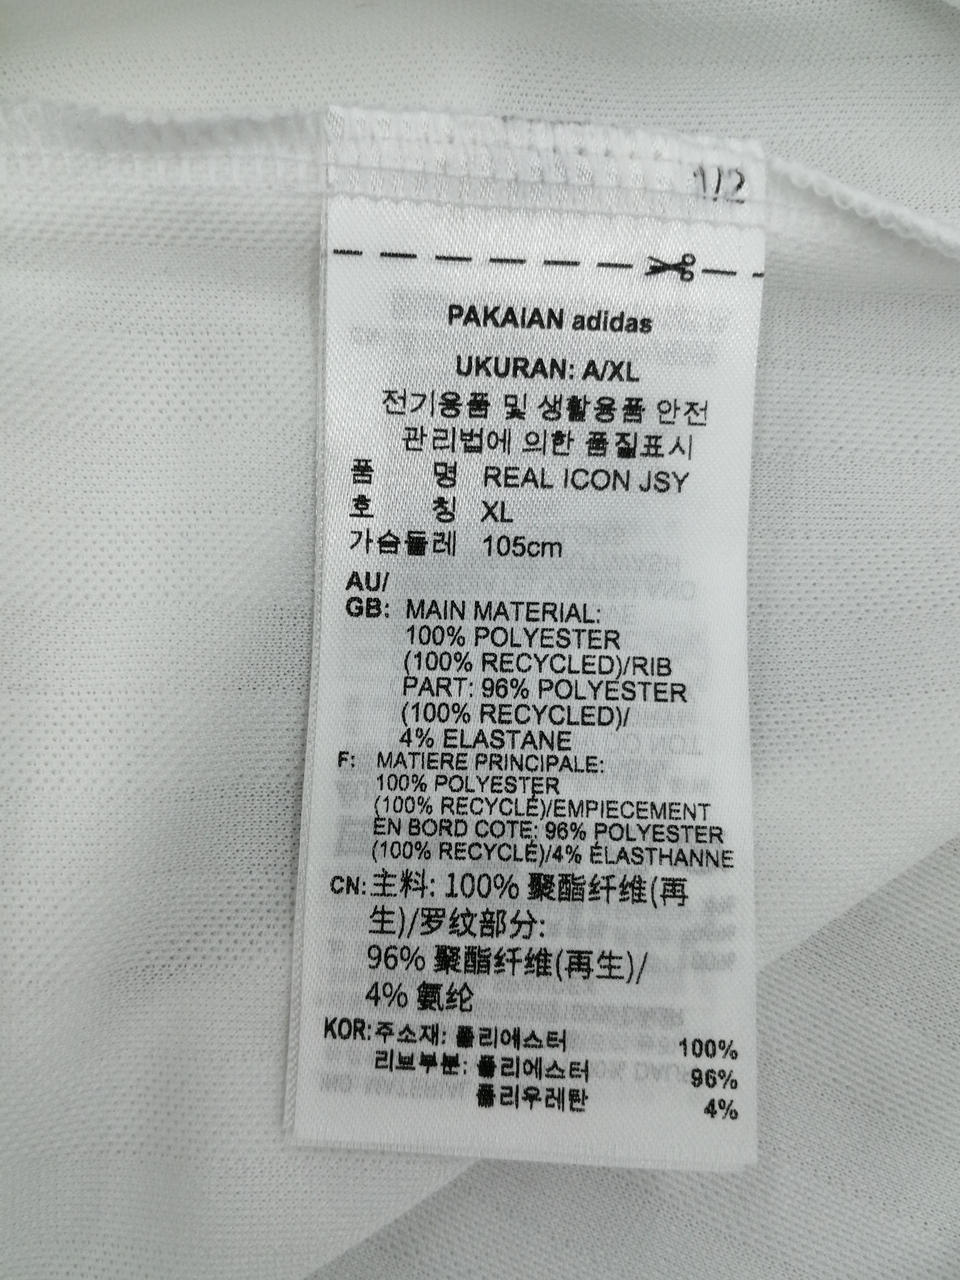 1/2
PAKAIAN adidas
UKURAN: A/XL
전기용품 및 생활용품 안전
관리법에 의한 품질표시
품 명 REAL ICON JSY
호 칭 XL
가슴둘레 105cm
AU/
GB: MAIN MATERIAL:
100% POLYESTER
(100% RECYCLED)/RIB
PART: 96% POLYESTER
(100% RECYCLED)/
4% ELASTANE
F: MATIERE PRINCIPALE:
100% POLYESTER
(100% RECYCLÉ)/EMPIECEMENT
EN BORD COTE: 96% POLYESTER
(100% RECYCLÉ)/4% ÉLASTHANNE
CN: 主料: 100% 聚酯纤维(再
生)/罗纹部分:
96% 聚酯纤维(再生)/
4% 氨纶
KOR: 주소재: 폴리에스터 100%
리브부분: 폴리에스터 96%
폴리우레탄 4%